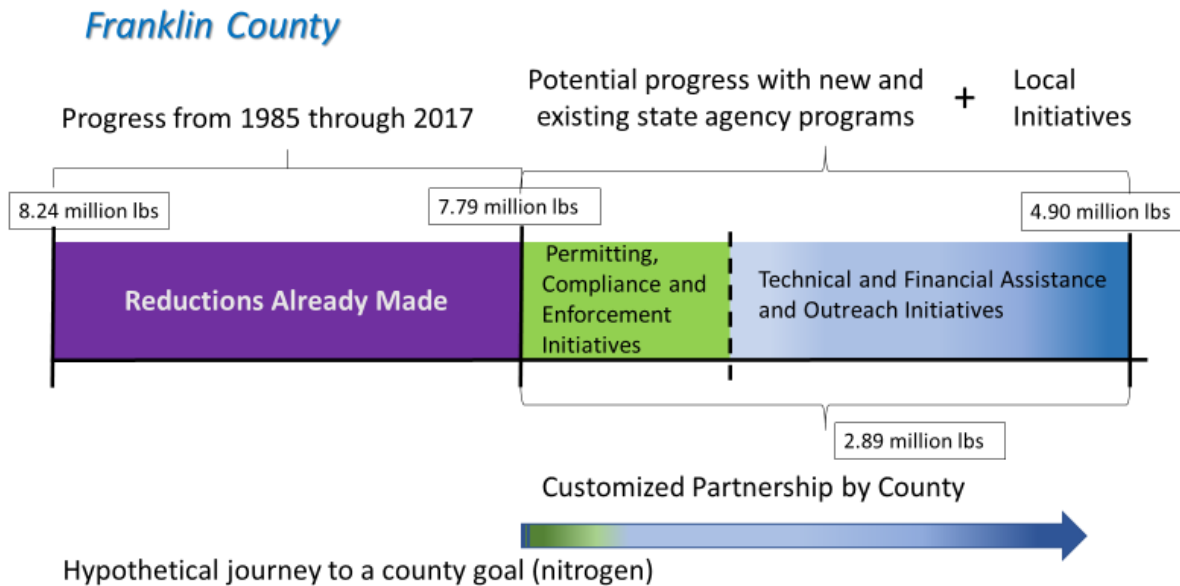 Franklin County
Progress from 1985 through 2017
Potential progress with new and
existing state agency programs
+
Local
Initiatives
8.24 million lbs
7.79 million lbs
4.90 million lbs
Reductions Already Made
Permitting,
Compliance and
Enforcement
Initiatives
Technical and Financial Assistance
and Outreach Initiatives
2.89 million lbs
Customized Partnership by County
Hypothetical journey to a county goal (nitrogen)